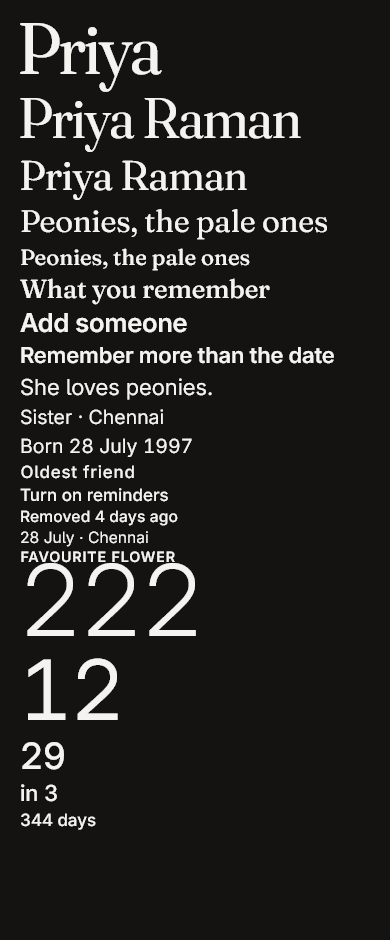 Priya
Priya Raman
Priya Raman
Peonies, the pale ones
Peonies, the pale ones
What you remember
Add someone
Remember more than the date
She loves peonies.
Sister · Chennai
Born 28 July 1997
Oldest friend
Turn on reminders
Removed 4 days ago
28 July · Chennai
FAVOURITE FLOWER
222
12
29
in 3
344 days